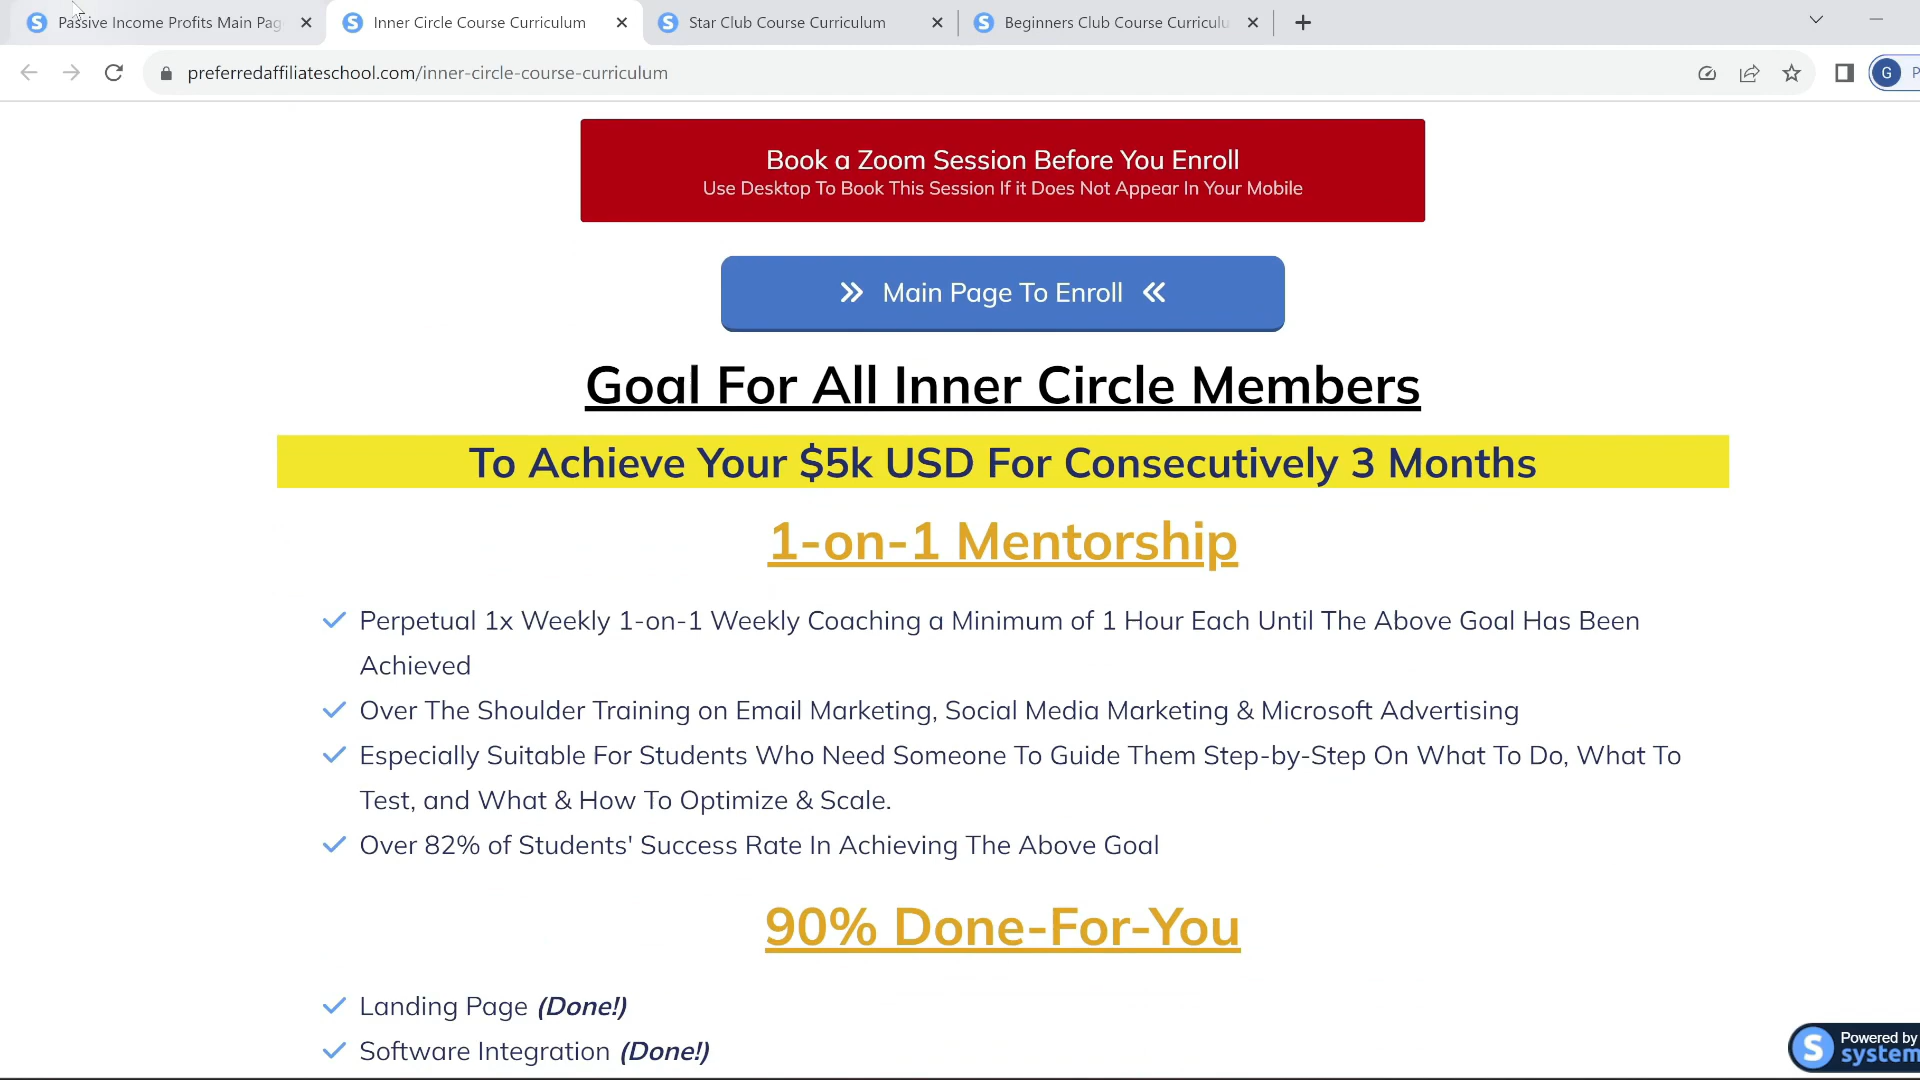 Passive Income Profits Main Pag
Inner Circle Course Curriculum
Star Club Course Curriculum
Beginners Club Course Curriculu
preferredaffiliateschool.com/inner-circle-course-curriculum
G
P
Book a Zoom Session Before You Enroll
Use Desktop To Book This Session If it Does Not Appear In Your Mobile
Main Page To Enroll
Goal For All Inner Circle Members
To Achieve Your $5k USD For Consecutively 3 Months
1-on-1 Mentorship
Perpetual 1x Weekly 1-on-1 Weekly Coaching a Minimum of 1 Hour Each Until The Above Goal Has Been
Achieved
Over The Shoulder Training on Email Marketing, Social Media Marketing & Microsoft Advertising
Especially Suitable For Students Who Need Someone To Guide Them Step-by-Step On What To Do, What To
Test, and What & How To Optimize & Scale.
Over 82% of Students' Success Rate In Achieving The Above Goal
90% Done-For-You
Landing Page (Done!)
Software Integration (Done!)
Powered by
system